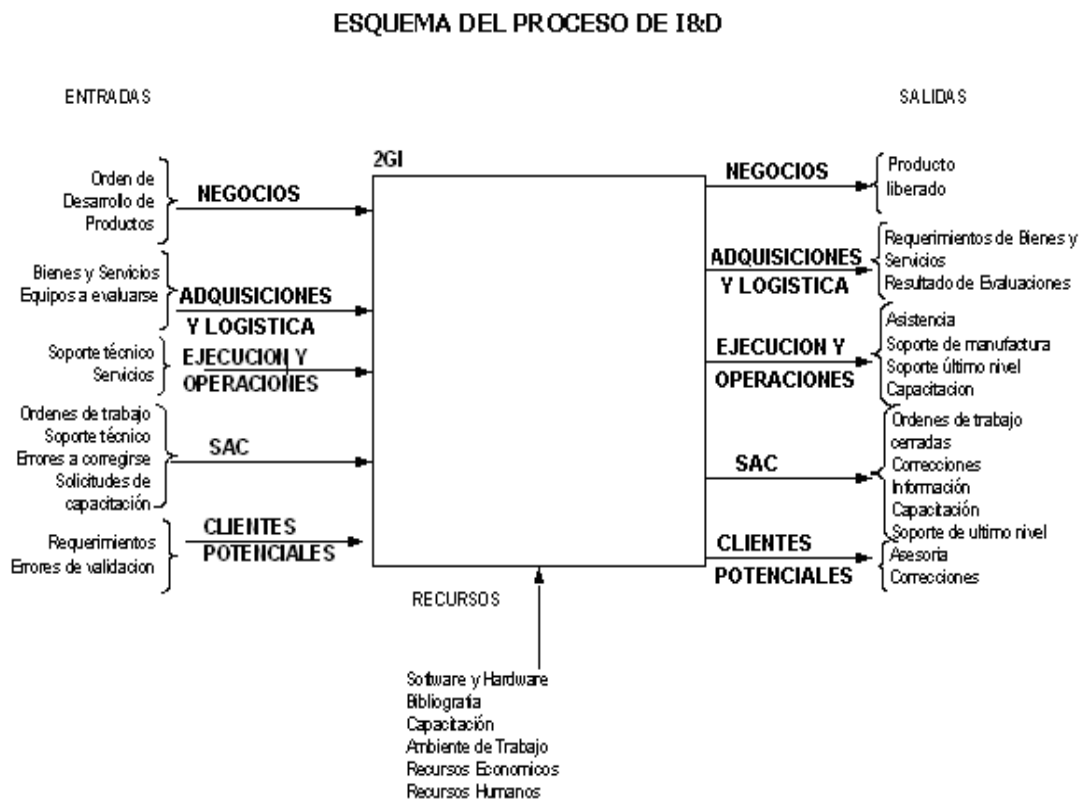 ESQUEMA DEL PROCESO DE I&D
ENTRADAS
SALIDAS
2GI
Orden de
Desarrollo de
Productos
NEGOCIOS
Bienes y Servicios
Equipos a evaluarse
ADQUISICIONES
Y LOGISTICA
Soporte técnico
Servicios
EJECUCION Y
OPERACIONES
Ordenes de trabajo
Soporte técnico
Errores a corregirse
Solicitudes de
capacitación
SAC
Requerimientos
Errores de validacion
CLIENTES
POTENCIALES
NEGOCIOS
Producto
liberado
ADQUISICIONES
Y LOGISTICA
Requerimientos de Bienes y
Servicios
Resultado de Evaluaciones
EJECUCION Y
OPERACIONES
Asistencia
Soporte de manufactura
Soporte último nivel
Capacitacion
SAC
Ordenes de trabajo
cerradas
Correcciones
Información
Capacitación
Soporte de ultimo nivel
CLIENTES
POTENCIALES
Asesoria
Correcciones
RECURSOS
Software y Hardware
Bibliografía
Capacitación
Ambiente de Trabajo
Recursos Economicos
Recursos Humanos